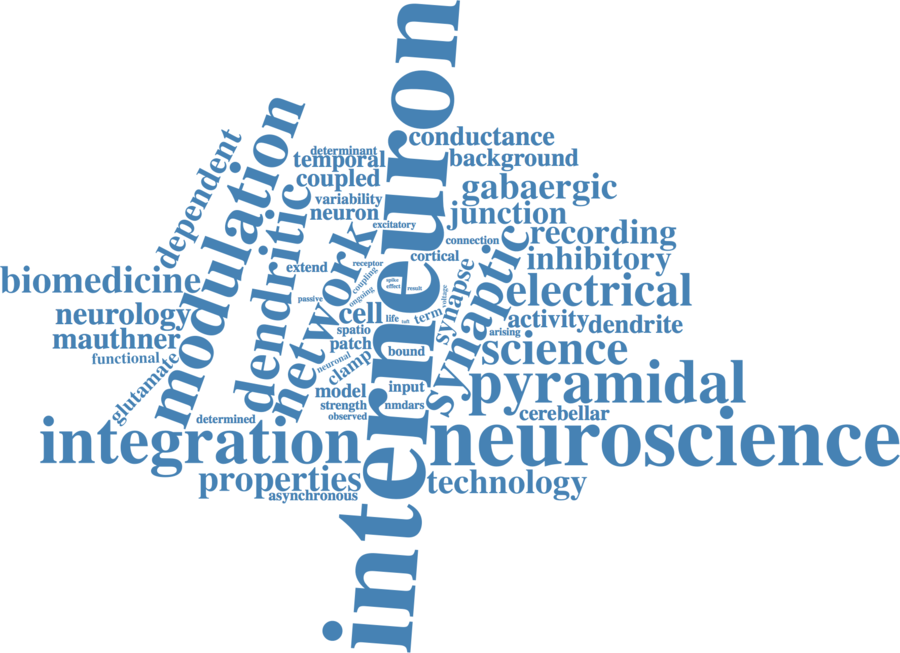 interneuron
modulation
dependent
dendritic
determinant
temporal
coupled
variability
neuron
conductance
background
gabaergic
junction
excitatory
connection
recording
inhibitory
cortical
network
extend
receptor
coupling
ongoing
passive
spike
effect
result
voltage
synapse
synaptic
biomedicine
electrical
neurology
cell
life
term
activity
dendrite
arising
mauthner
spatio
functional
patch
bound
science
neuronal
clamp
glutamate
model
input
pyramidal
strength
nmdars
observed
cerebellar
determined
integration
neuroscience
properties
technology
asynchronous